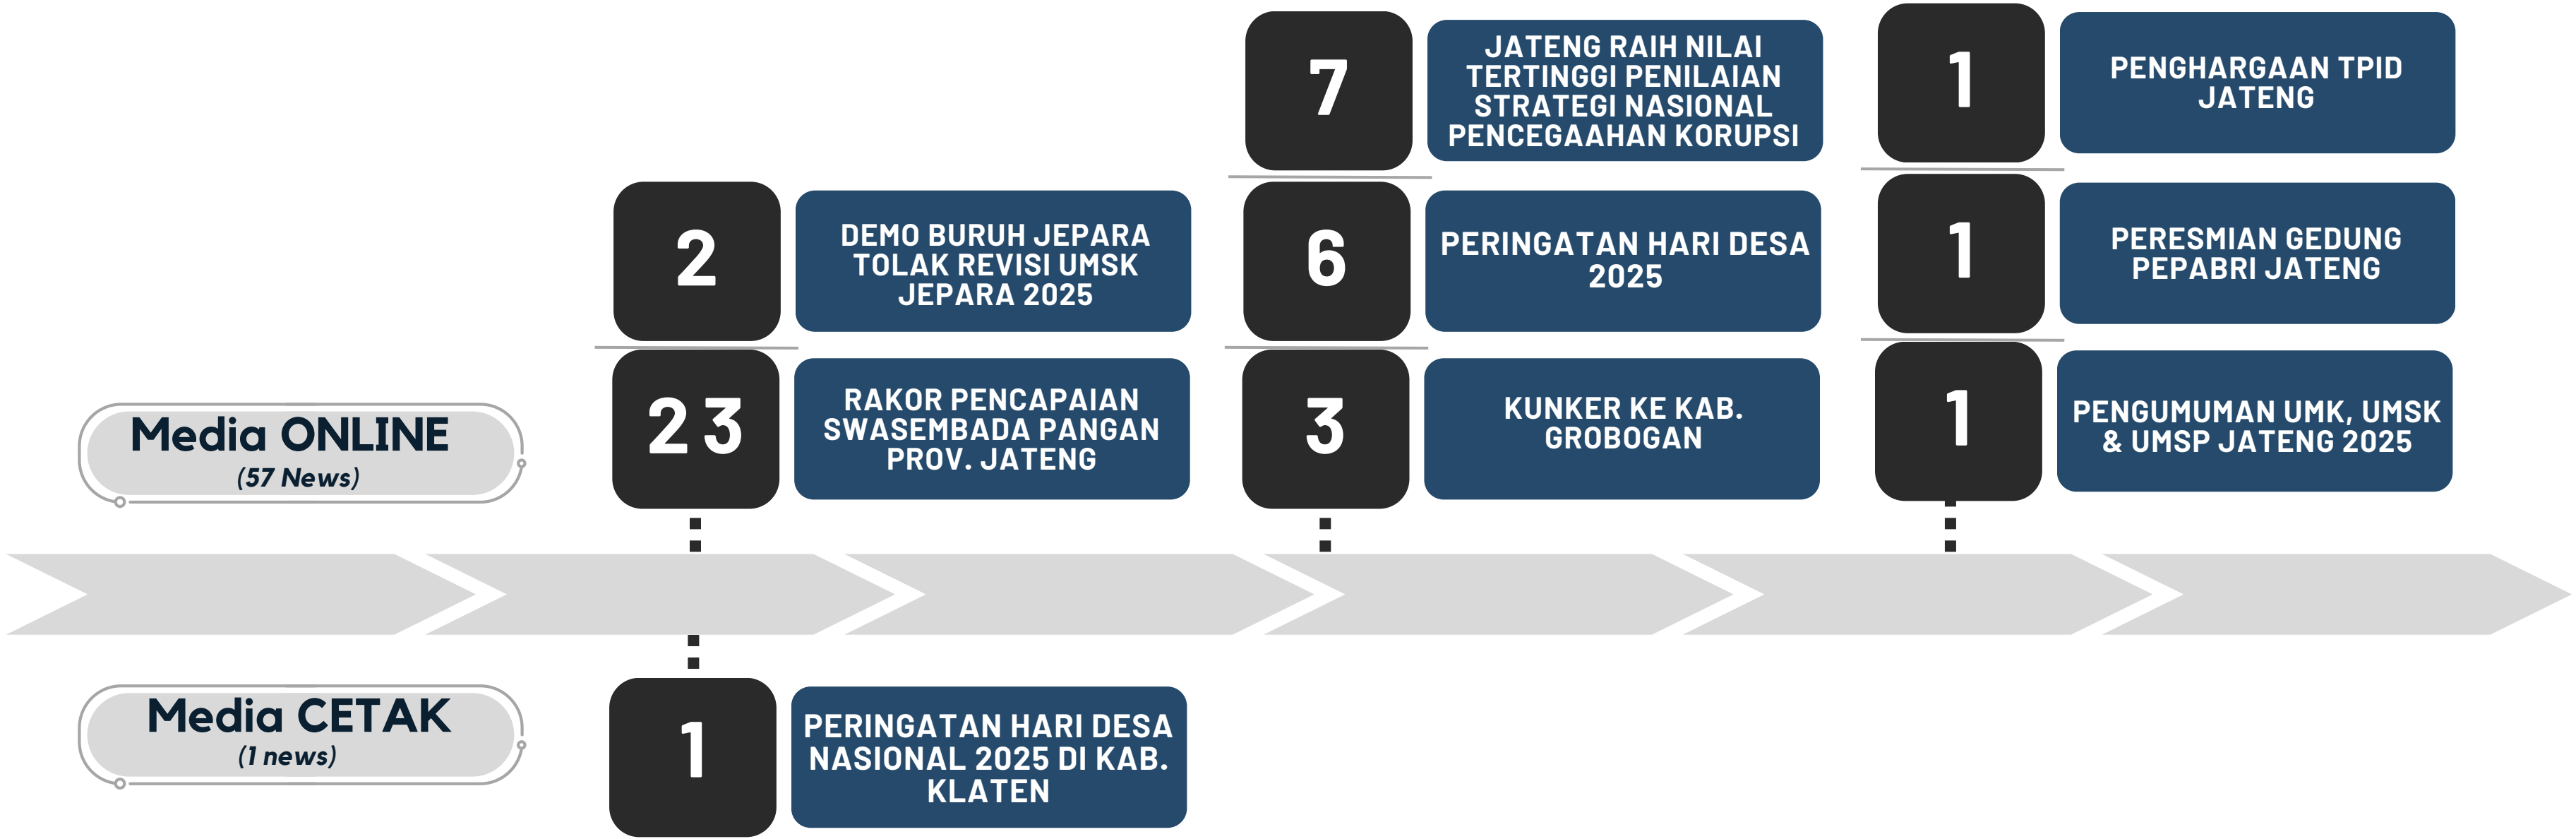 Media ONLINE
(57 News)
2
DEMO BURUH JEPARA
TOLAK REVISI UMSK
JEPARA 2025
23
RAKOR PENCAPAIAN
SWASEMBADA PANGAN
PROV. JATENG
7
JATENG RAIH NILAI
TERTINGGI PENILAIAN
STRATEGI NASIONAL
PENCEGAAHAN KORUPSI
6
PERINGATAN HARI DESA
2025
3
KUNKER KE KAB.
GROBOGAN
1
PENGHARGAAN TPID
JATENG
1
PERESMIAN GEDUNG
PEPABRI JATENG
1
PENGUMUMAN UMK, UMSK
& UMSP JATENG 2025
Media CETAK
(1 news)
1
PERINGATAN HARI DESA
NASIONAL 2025 DI KAB.
KLATEN